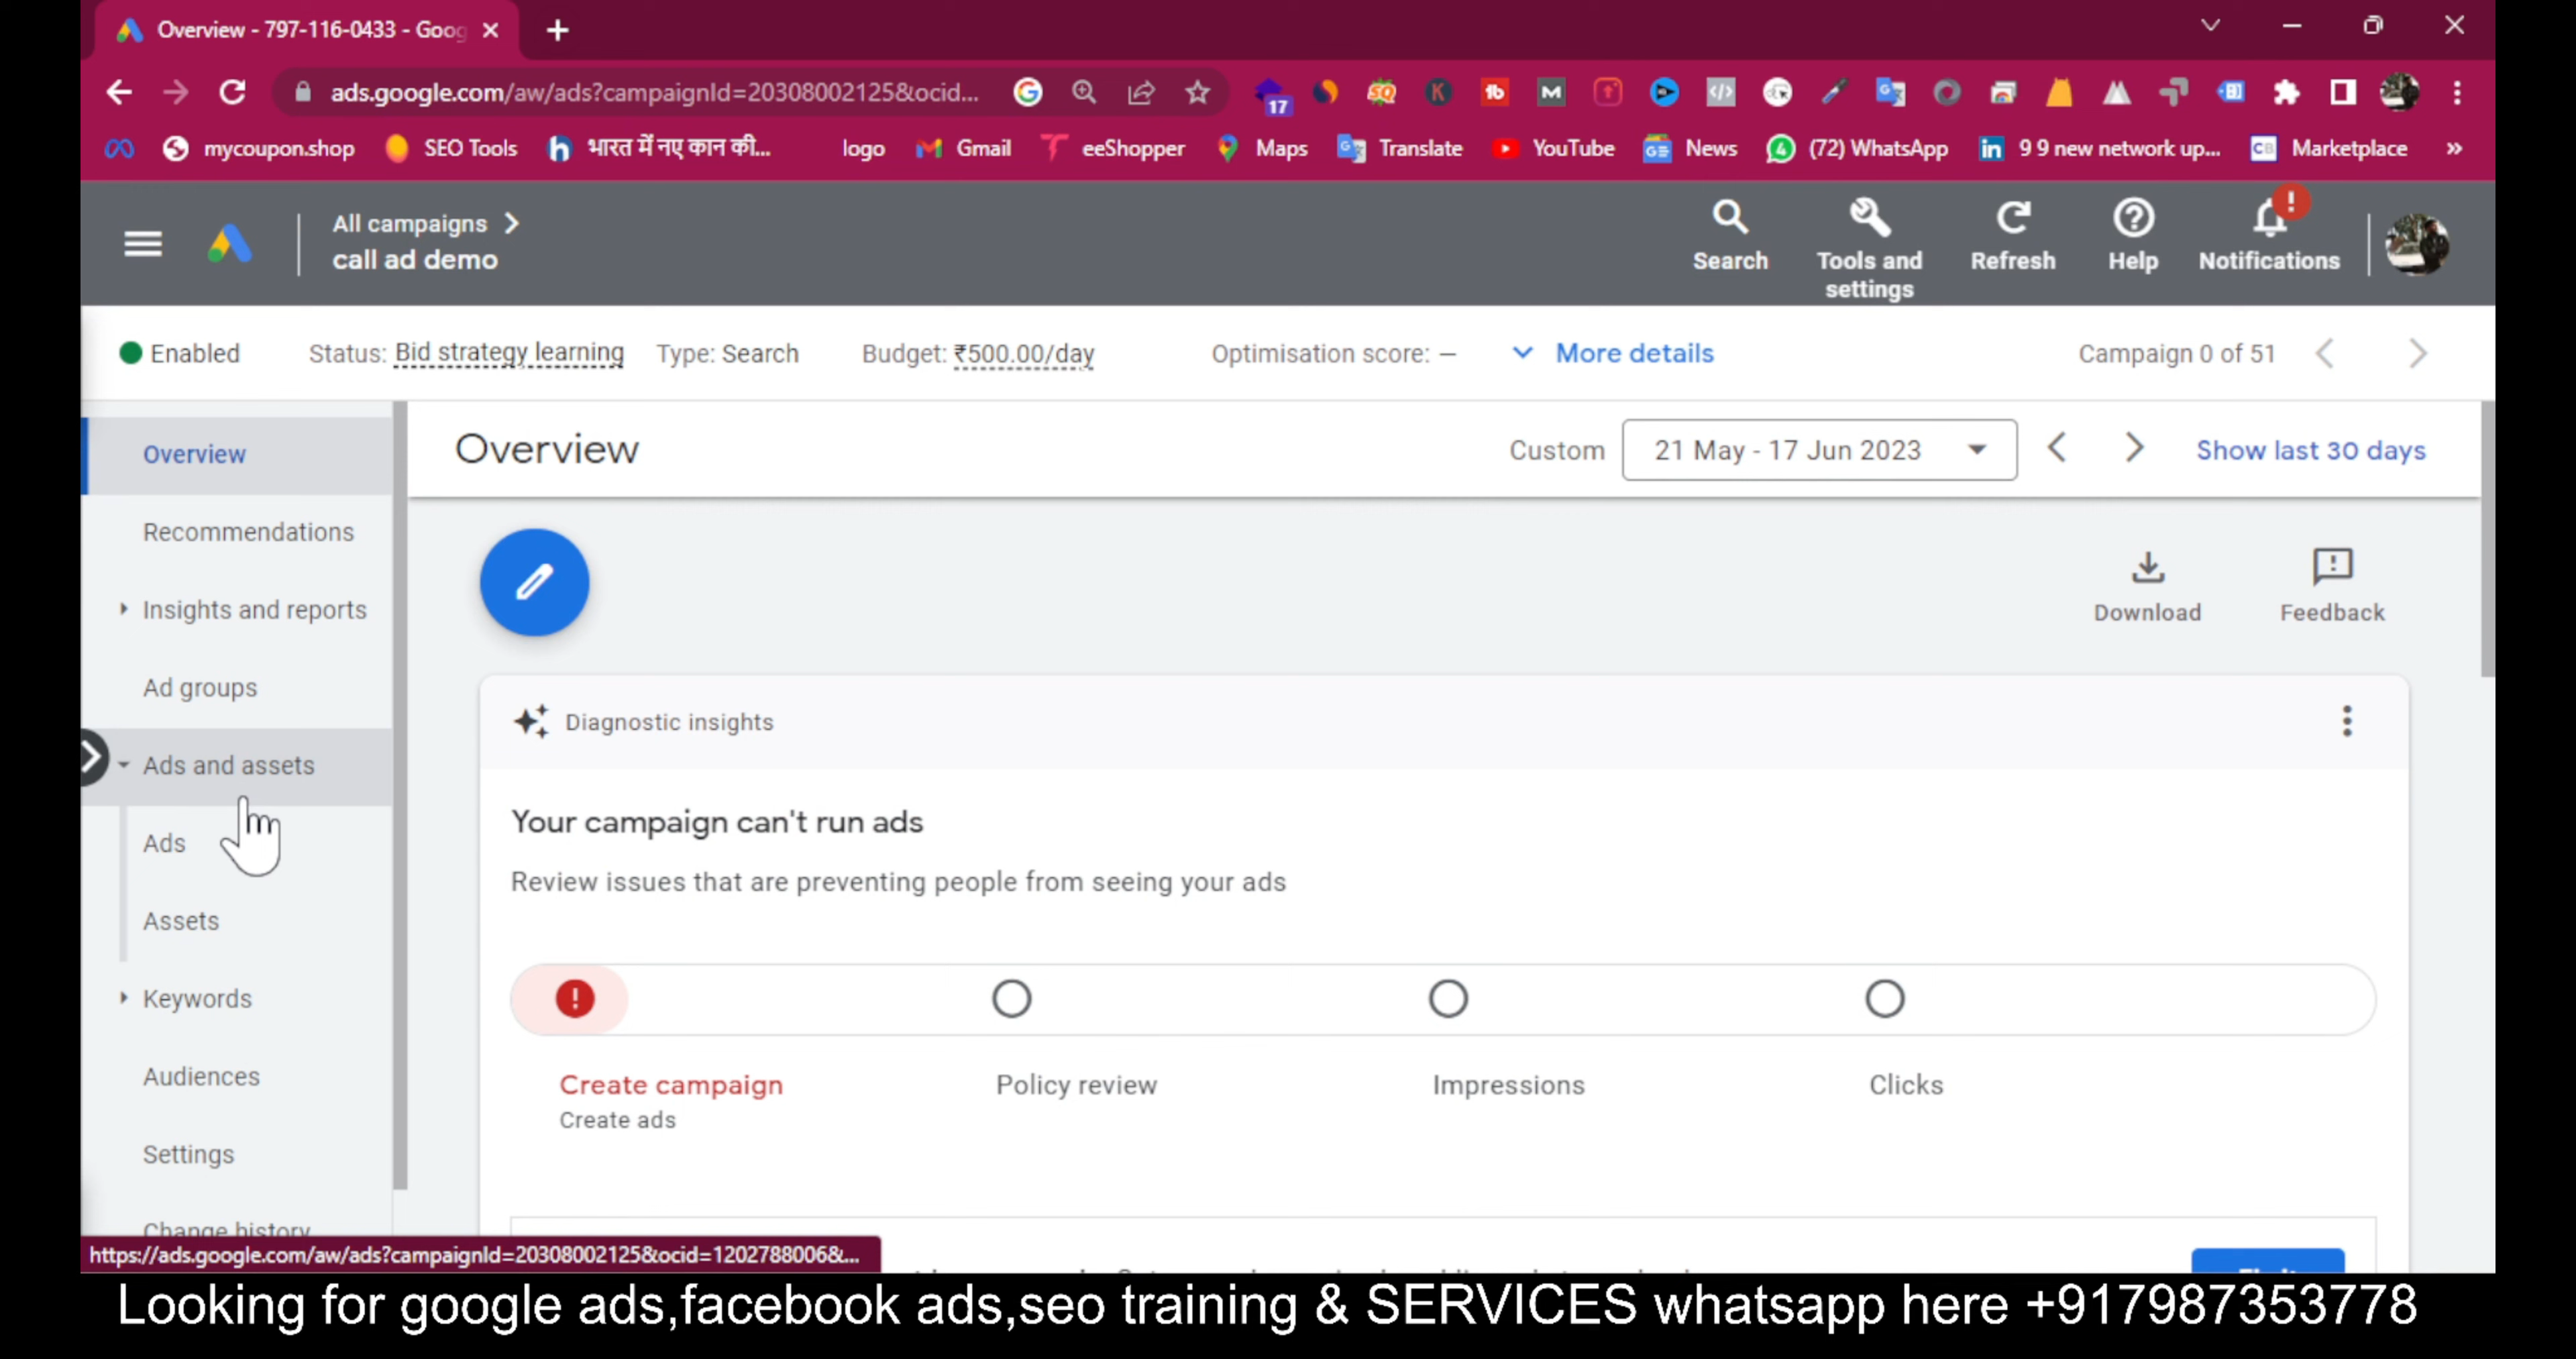 Overview - 797-116-0433 - Goog
ads.google.com/aw/ads?campaignId=20308002125&ocid...
17
mycoupon.shop
SEO Tools
भारत में नए कान की...
logo
Gmail
eeShopper
Maps
Translate
YouTube
News
(72) WhatsApp
9 9 new network up...
Marketplace
All campaigns
call ad demo
Search
Tools and settings
Refresh
Help
Notifications
Enabled
Status: Bid strategy learning
Type: Search
Budget: ₹500.00/day
Optimisation score: –
More details
Campaign 0 of 51
Overview
Recommendations
Insights and reports
Ad groups
Ads and assets
Ads
Assets
Keywords
Audiences
Settings
Change history
Overview
Custom
21 May - 17 Jun 2023
Show last 30 days
Download
Feedback
Diagnostic insights
Your campaign can't run ads
Review issues that are preventing people from seeing your ads
Create campaign
Create ads
Policy review
Impressions
Clicks
https://ads.google.com/aw/ads?campaignId=20308002125&ocid=1202788006&...
Looking for google ads,facebook ads,seo training & SERVICES whatsapp here +917987353778